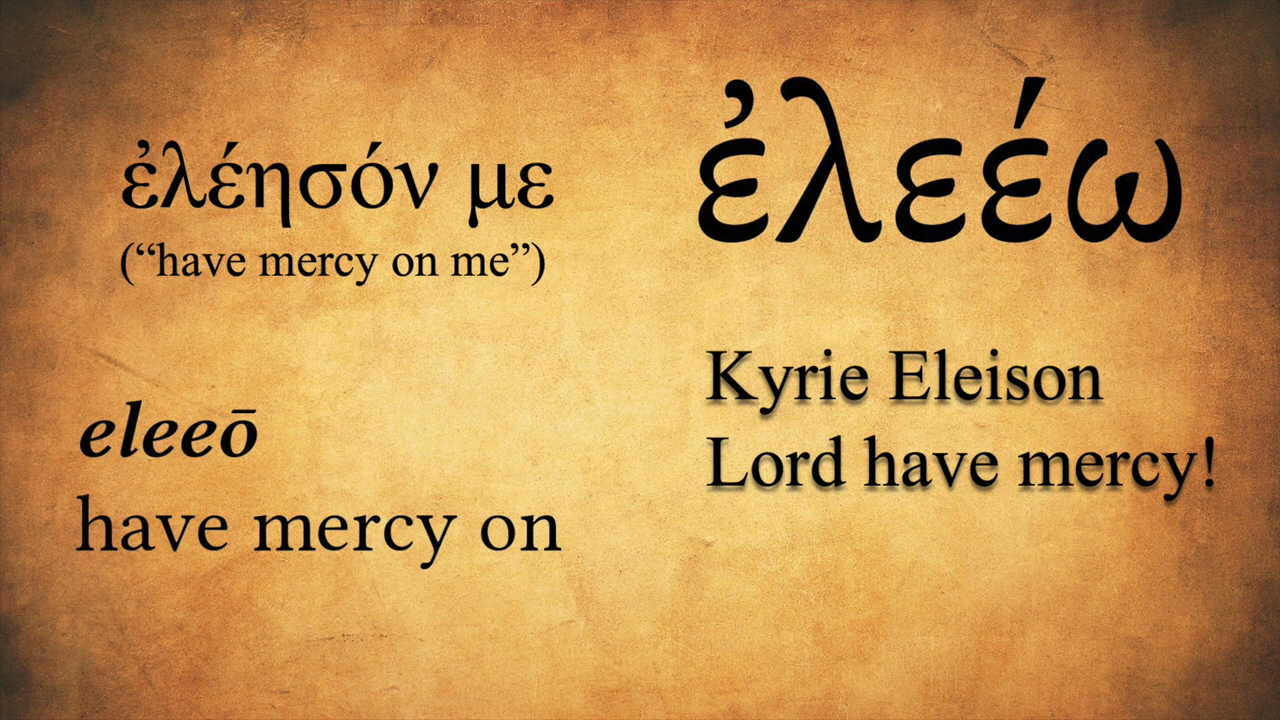 ἐλέησόν με
(“have mercy on me”)
ἐλεέω
eleeō
have mercy on
Kyrie Eleison
Lord have mercy!